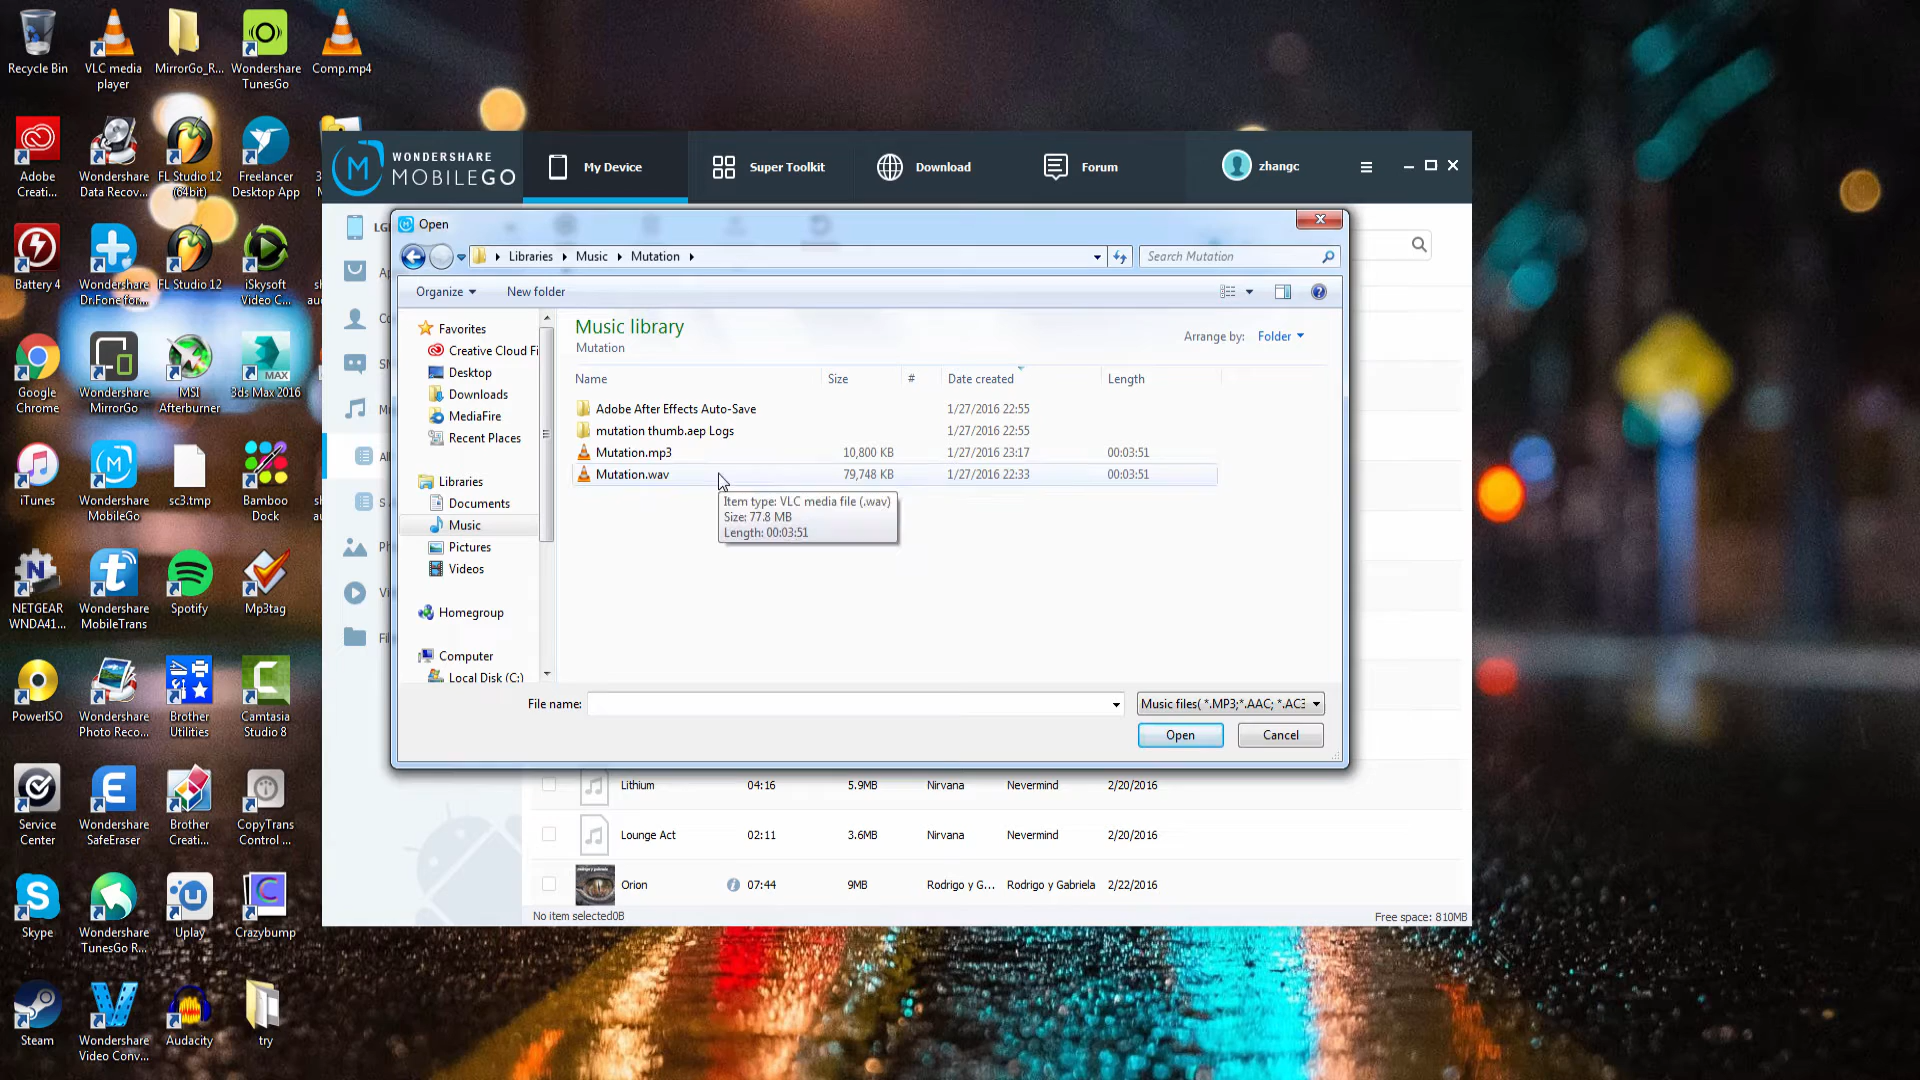 Recycle Bin
VLC media
player
MirrorGo_R...
Wondershare
TunesGo
Comp.mp4
Adobe
Creati...
Wondershare
Data Recov...
FL Studio 12
(64bit)
Freelancer
Desktop App
Battery 4
Wondershare
Dr.Fone for...
FL Studio 12
iSkysoft
Video C...
Google
Chrome
Wondershare
MirrorGo
MSI
Afterburner
MAX
3ds Max 2016
iTunes
Wondershare
MobileGo
sc3.tmp
Bamboo
Dock
NETGEAR
WNDA41...
Wondershare
MobileTrans
Spotify
Mp3tag
PowerISO
Wondershare
Photo Reco...
Brother
Utilities
Camtasia
Studio 8
Service
Center
Wondershare
SafeEraser
Brother
Creati...
CopyTrans
Control ...
Skype
Wondershare
TunesGo R...
Uplay
Crazybump
Steam
Wondershare
Video Conv...
Audacity
try
WONDERSHARE
MOBILEGO
My Device
Super Toolkit
Download
Forum
zhangc
Open
Libraries
Music
Mutation
Search Mutation
Organize
New folder
Favorites
Creative Cloud Fi
Desktop
Downloads
MediaFire
Recent Places
Libraries
Documents
Music
Pictures
Videos
Homegroup
Computer
Local Disk (C:)
Music library
Mutation
Arrange by: Folder
Name Size # Date created Length
Adobe After Effects Auto-Save 1/27/2016 22:55
mutation thumb.aep Logs 1/27/2016 22:55
Mutation.mp3 10,800 KB 1/27/2016 23:17 00:03:51
Mutation.wav 79,748 KB 1/27/2016 22:33 00:03:51
Item type: VLC media file (.wav)
Size: 77.8 MB
Length: 00:03:51
File name:
Music files( *.MP3;*.AAC; *.AC3
Open
Cancel
Lithium 04:16 5.9MB Nirvana Nevermind 2/20/2016
Lounge Act 02:11 3.6MB Nirvana Nevermind 2/20/2016
Orion 07:44 9MB Rodrigo y G... Rodrigo y Gabriela 2/22/2016
No item selected0B
Free space: 810MB